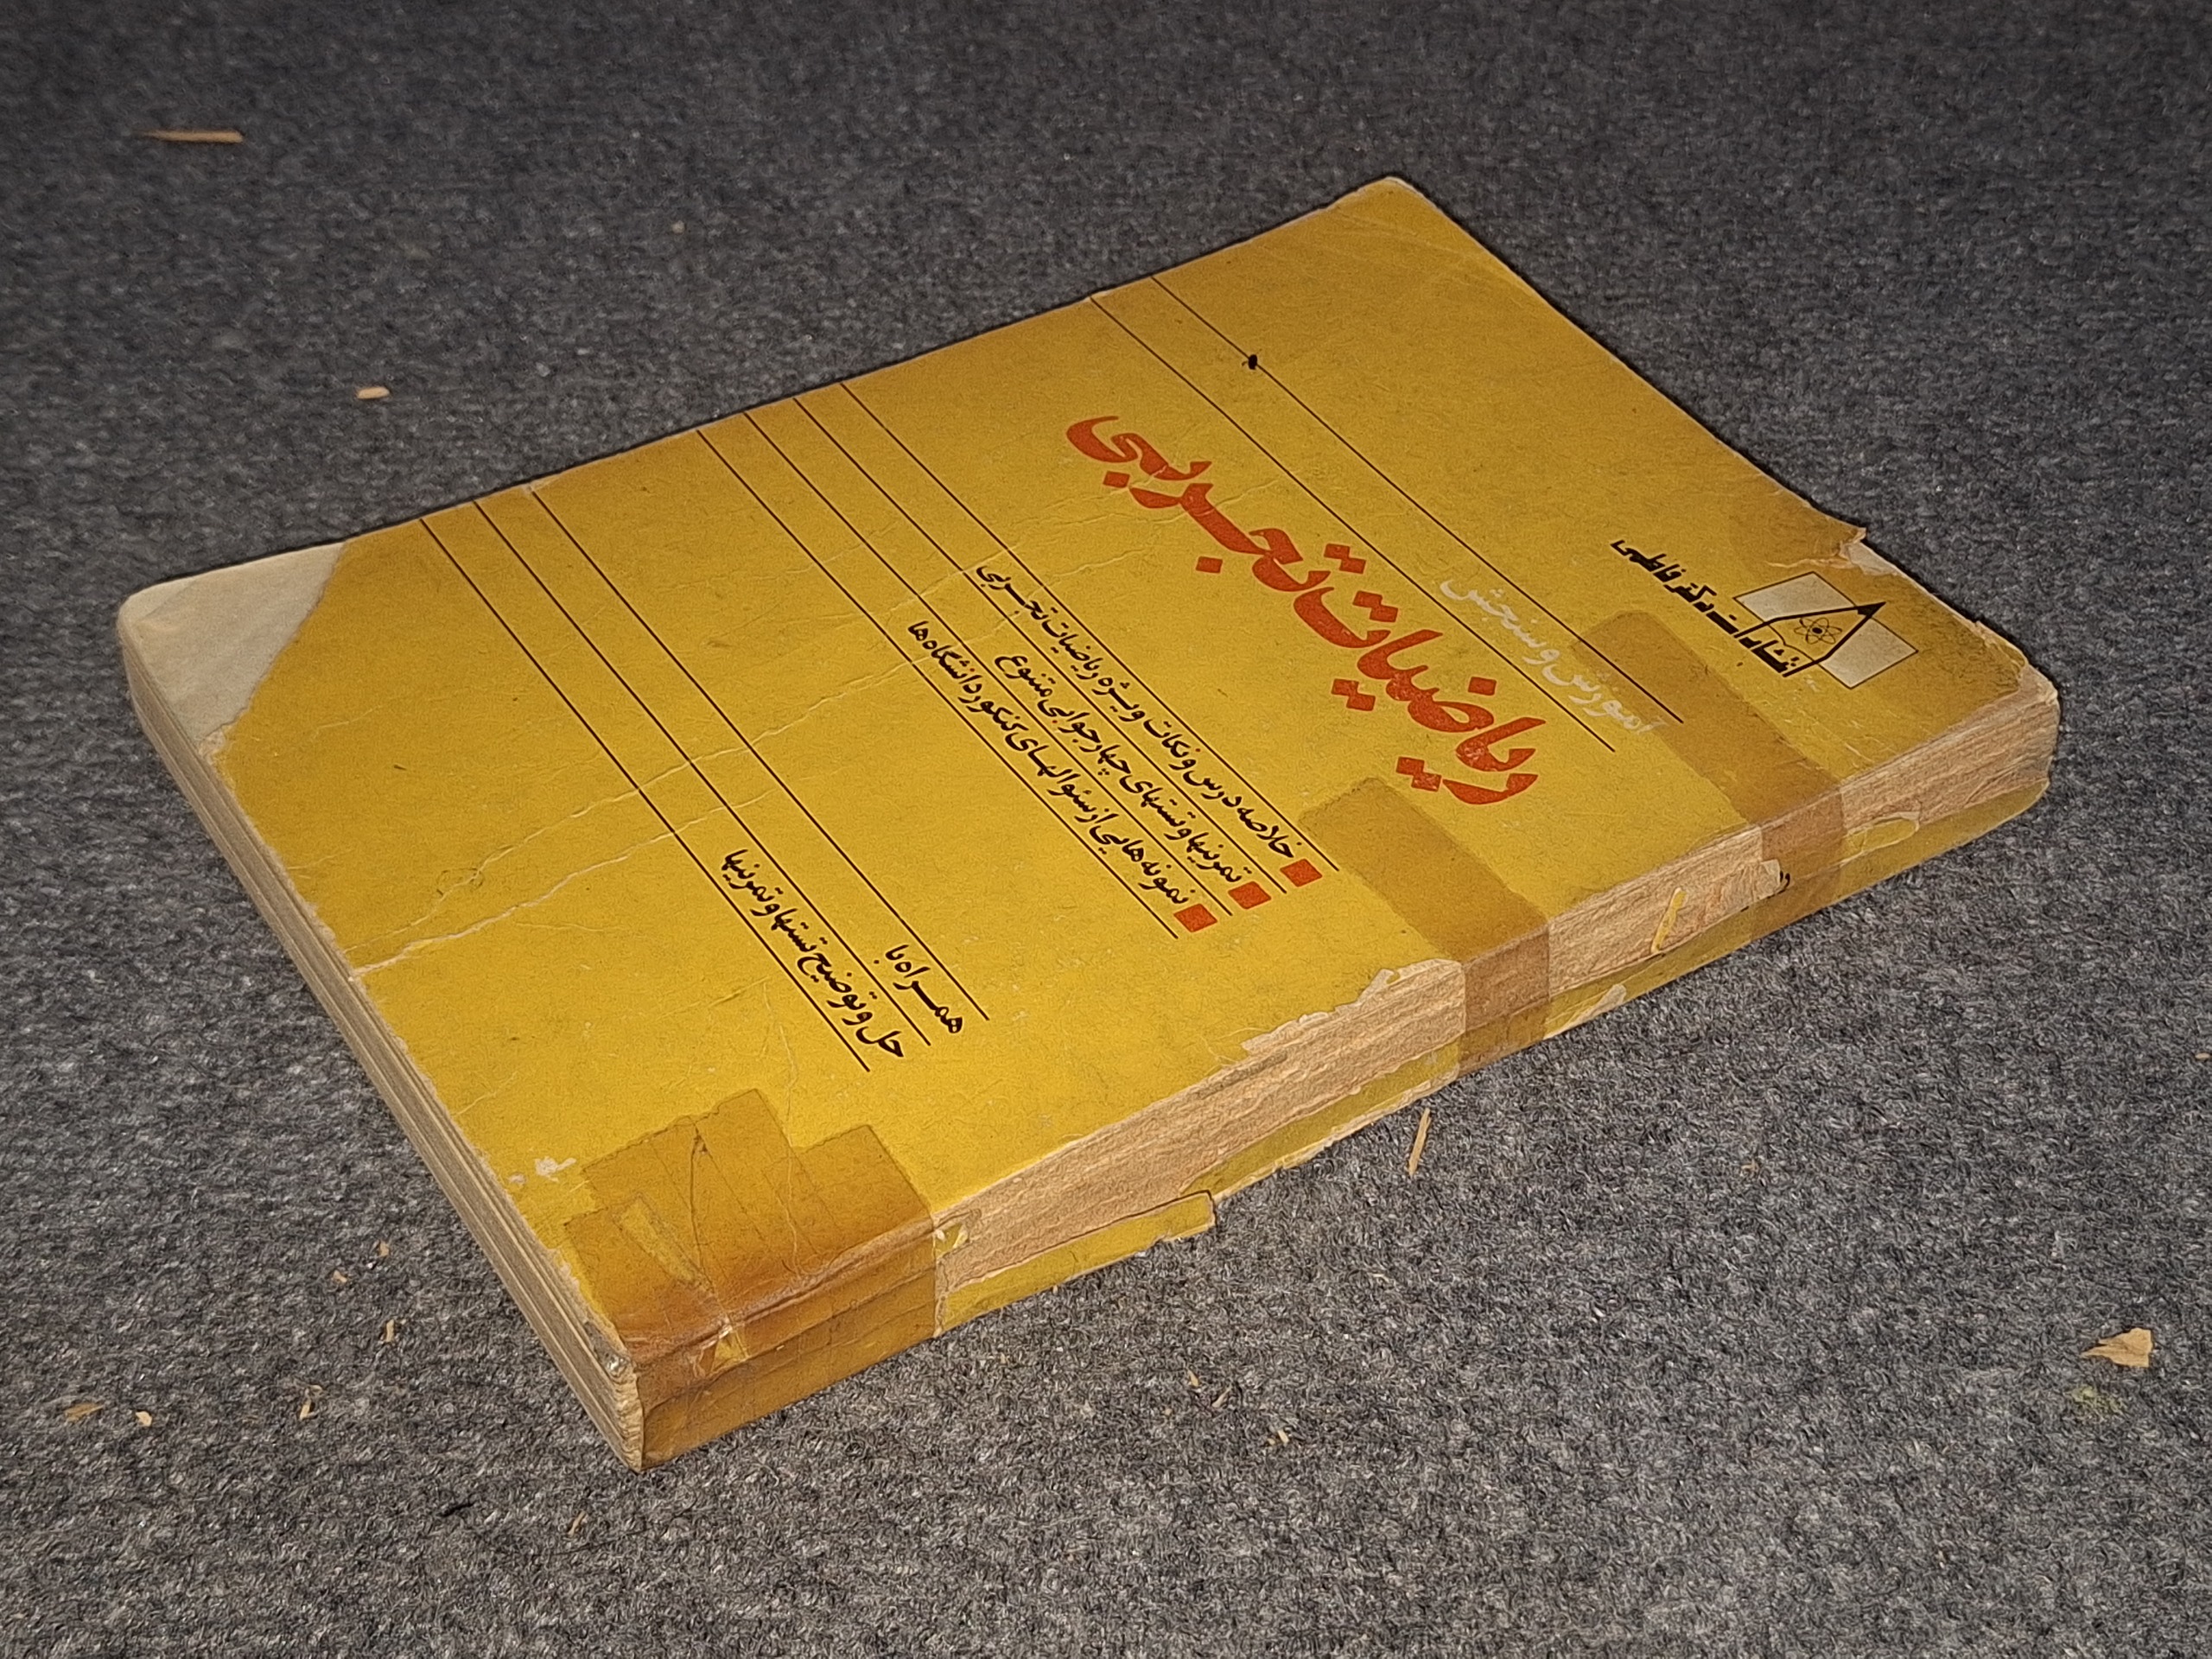 انتشارات دکتر فاطمی
آموزش و سنجش
ریاضیات تجربی
خلاصه درس و نکات ویژه ریاضیات تجربی
تمرینها و تستهای چهارجوابی متنوع
نمونه‌هایی از سئوالهای کنکور دانشگاه‌ها
همراه با
حل و توضیح تستها و تمرینها